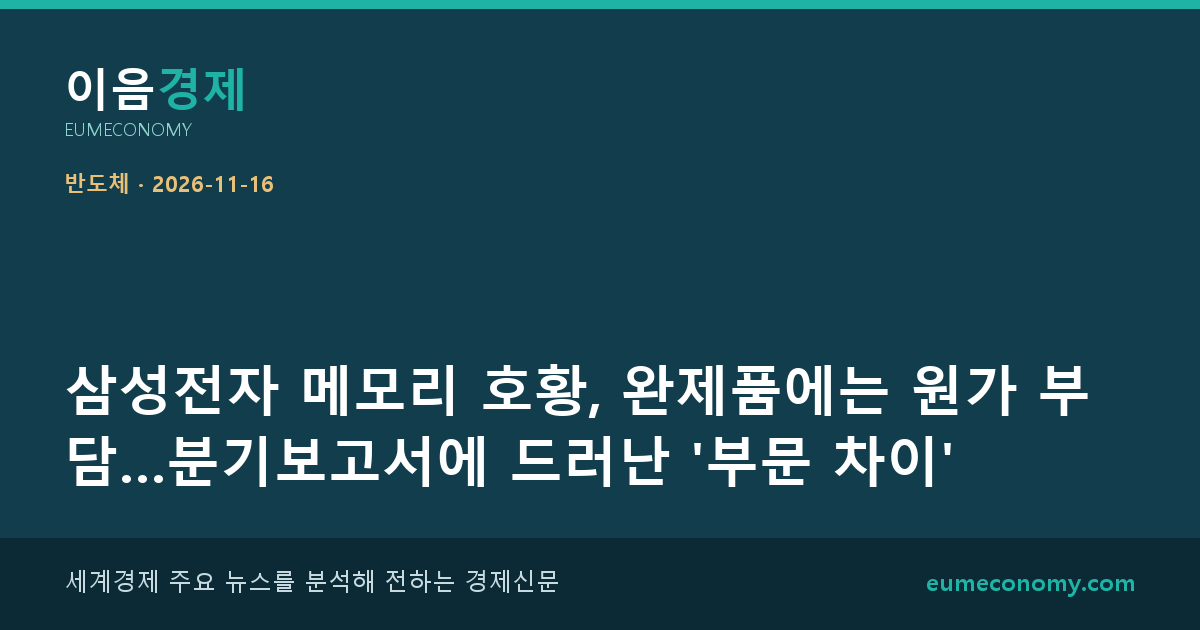 이음경제
EUMECONOMY
반도체 · 2026-11-16
삼성전자 메모리 호황, 완제품에는 원가 부
담...분기보고서에 드러난 '부문 차이'
세계경제 주요 뉴스를 분석해 전하는 경제신문
eumeconomy.com